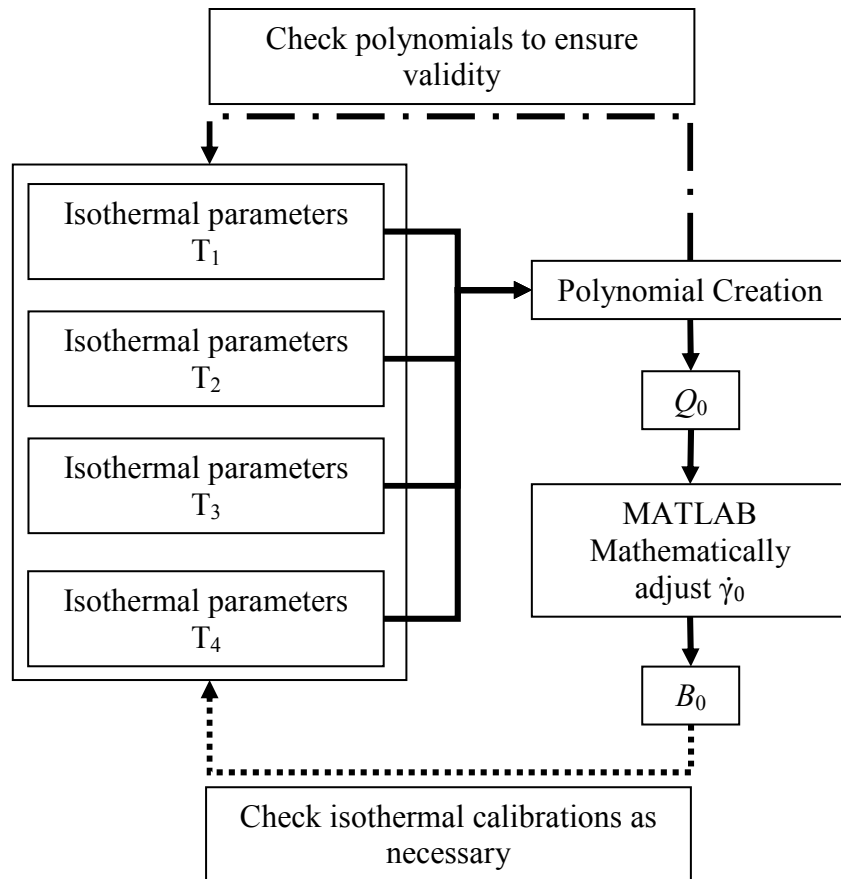 Check polynomials to ensure
validity
Isothermal parameters
T₁
Isothermal parameters
T₂
Isothermal parameters
T₃
Isothermal parameters
T₄
Polynomial Creation
Q₀
MATLAB
Mathematically
adjust γ̇₀
B₀
Check isothermal calibrations as
necessary